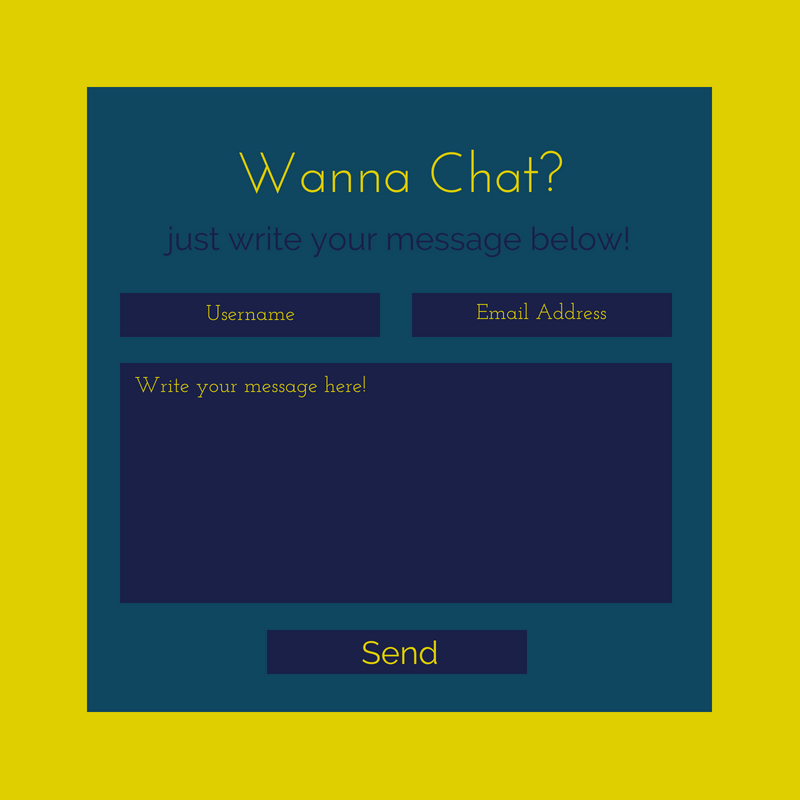 Wanna Chat?
just write your message below!
Username
Email Address
Write your message here!
Send